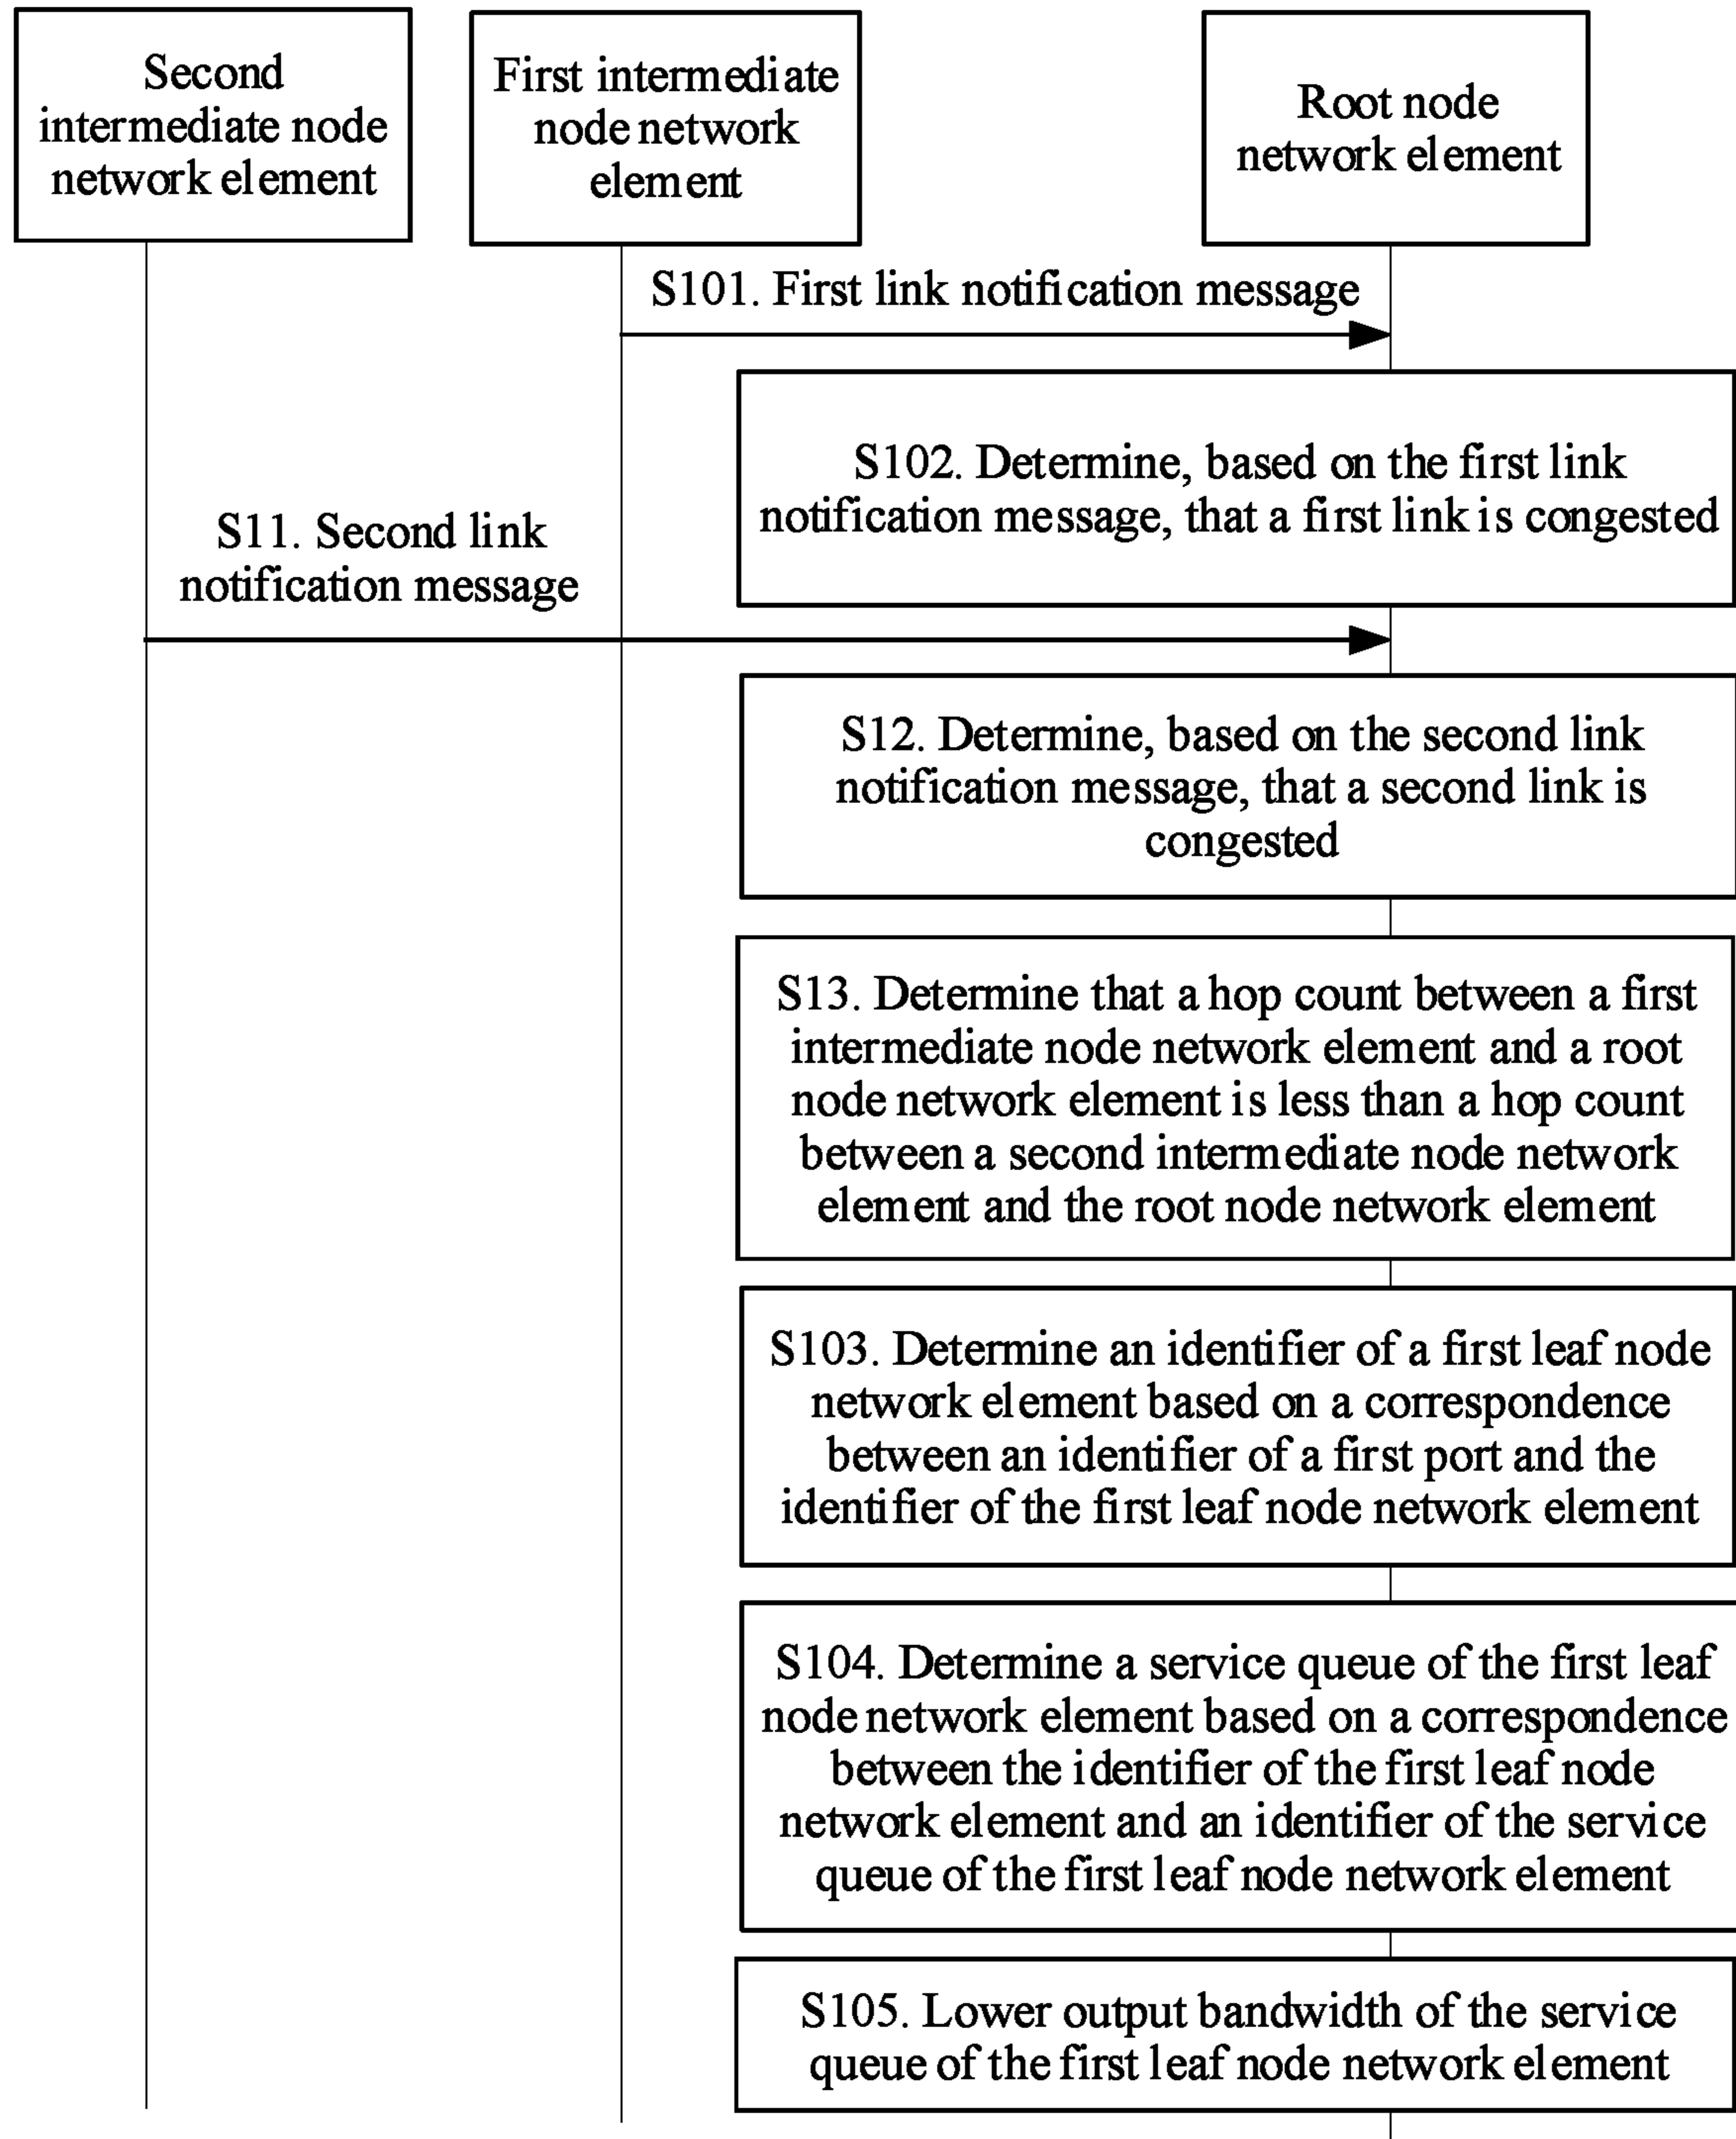 Second
intermediate node
network element
First intermediate
node network
element
Root node
network element
S101. First link notification message
S102. Determine, based on the first link
notification message, that a first link is congested
S11. Second link
notification message
S12. Determine, based on the second link
notification message, that a second link is
congested
S13. Determine that a hop count between a first
intermediate node network element and a root
node network element is less than a hop count
between a second intermediate node network
element and the root node network element
S103. Determine an identifier of a first leaf node
network element based on a correspondence
between an identifier of a first port and the
identifier of the first leaf node network element
S104. Determine a service queue of the first leaf
node network element based on a correspondence
between the identifier of the first leaf node
network element and an identifier of the service
queue of the first leaf node network element
S105. Lower output bandwidth of the service
queue of the first leaf node network element